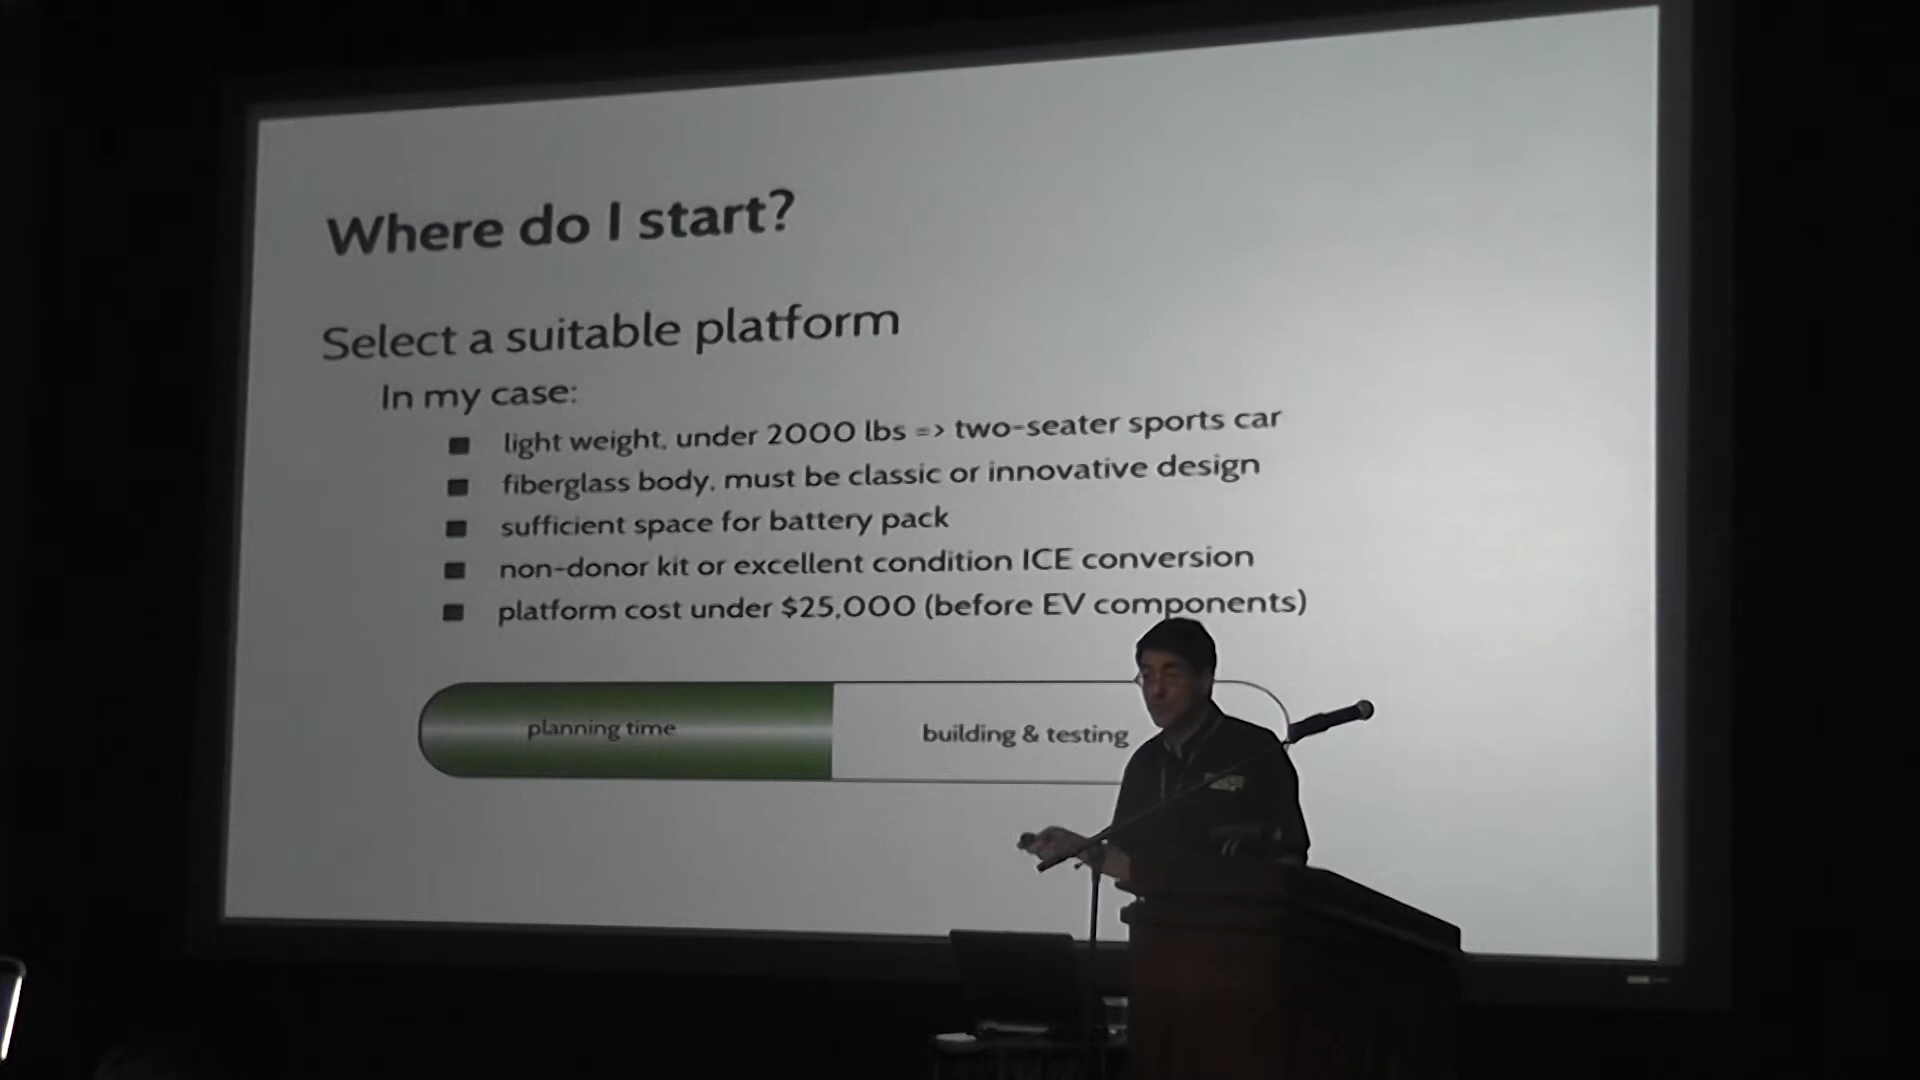 Where do I start?
Select a suitable platform
In my case:
light weight, under 2000 lbs => two-seater sports car
fiberglass body, must be classic or innovative design
sufficient space for battery pack
non-donor kit or excellent condition ICE conversion
platform cost under $25,000 (before EV components)
planning time
building & testing